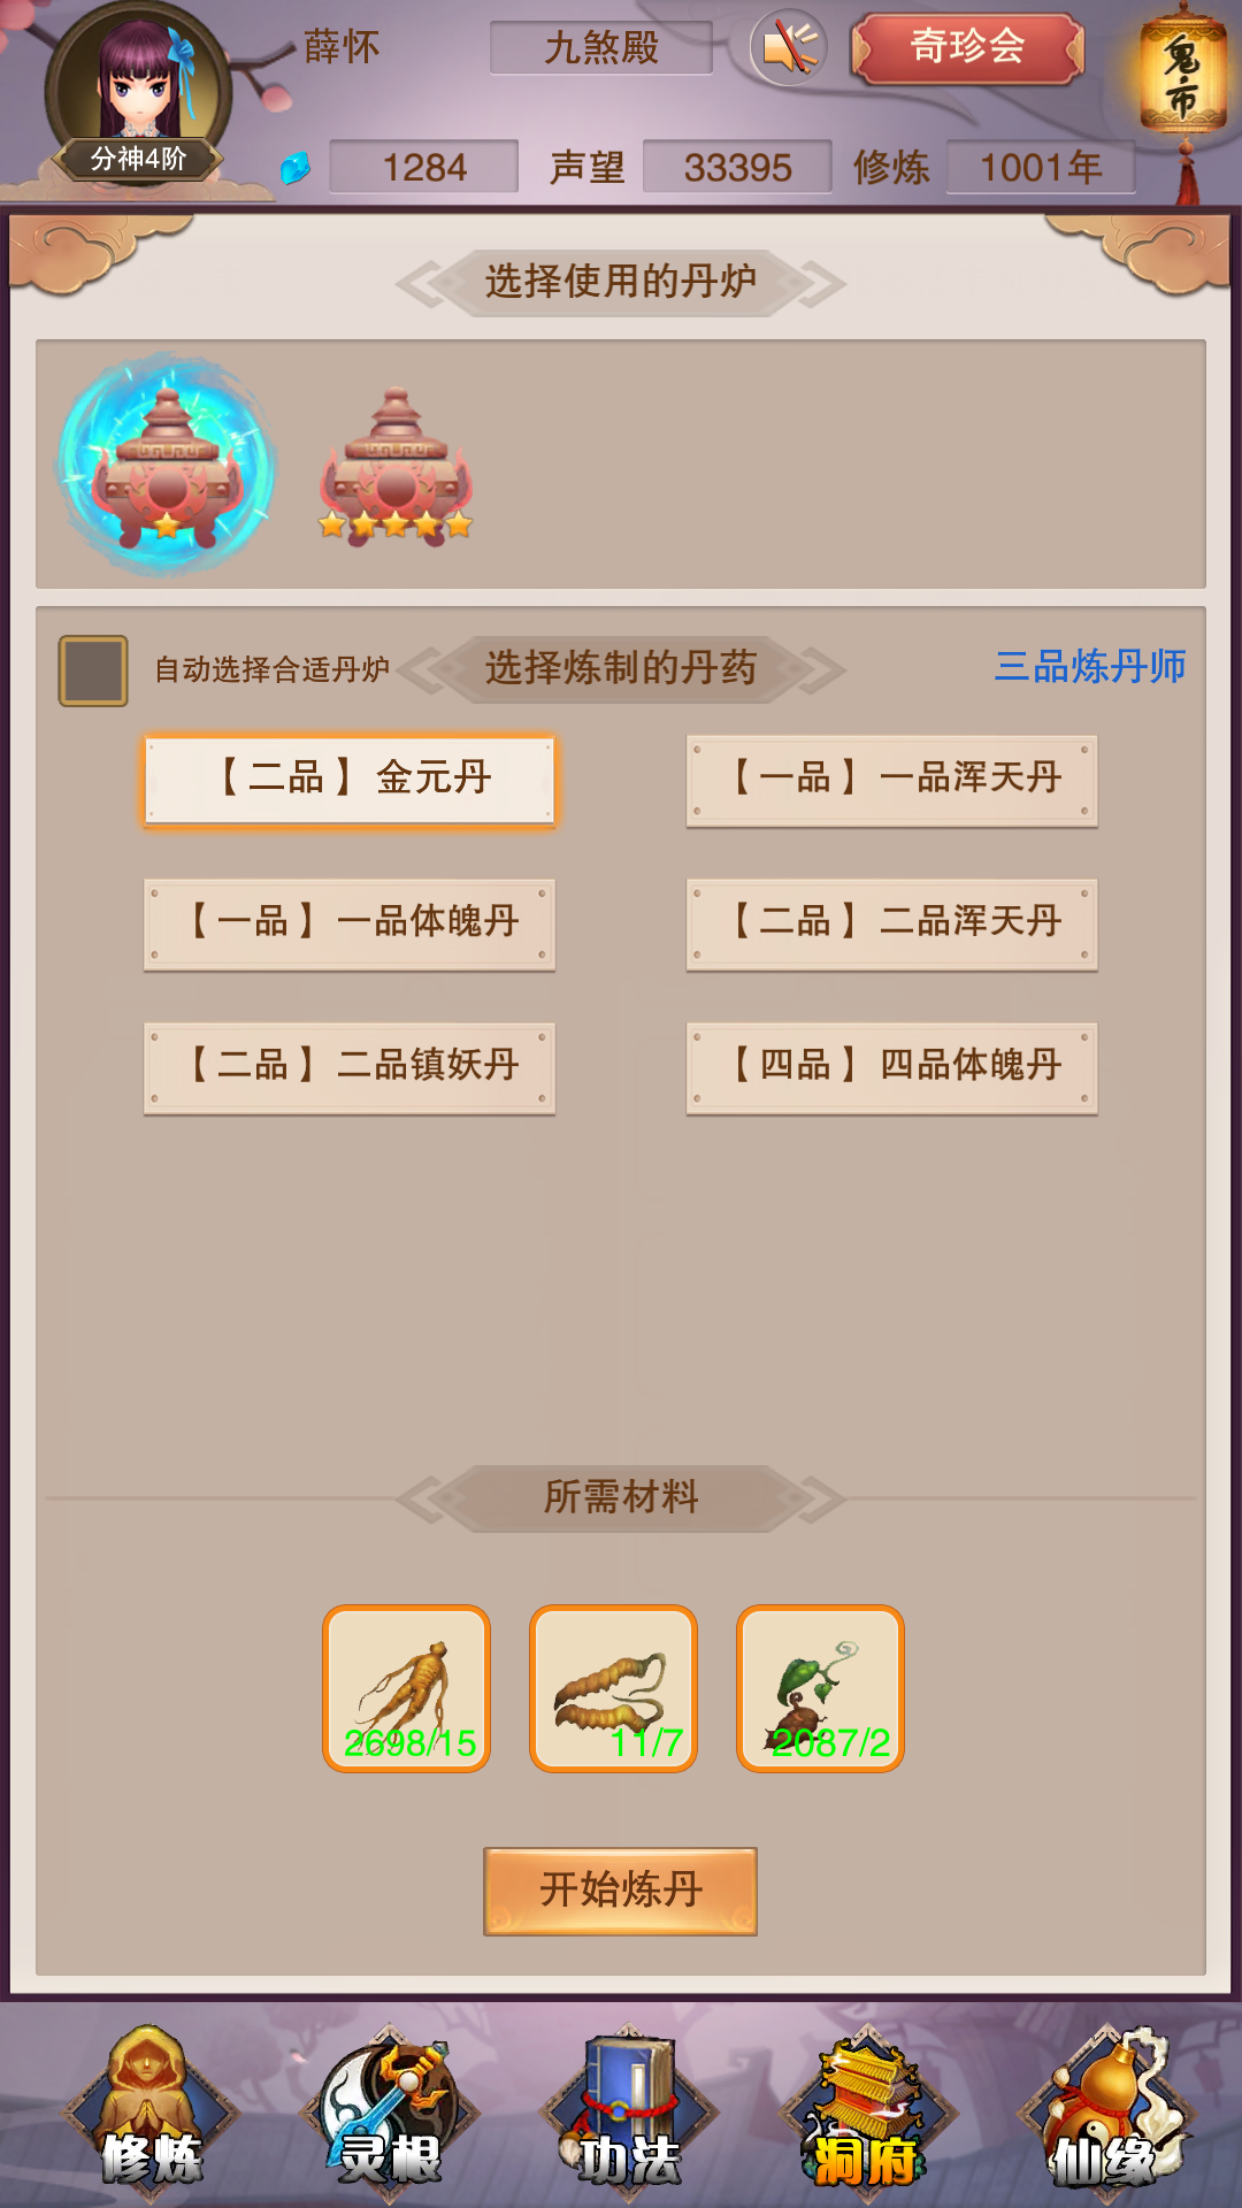 薛怀
九煞殿
奇珍会
鬼市
分神4阶
1284
声望
33395
修炼
1001年
选择使用的丹炉
自动选择合适丹炉
选择炼制的丹药
三品炼丹师
【二品】金元丹
【一品】一品浑天丹
【一品】一品体魄丹
【二品】二品浑天丹
【二品】二品镇妖丹
【四品】四品体魄丹
所需材料
2698/15
11/7
2087/2
开始炼丹
修炼
灵根
功法
洞府
仙缘